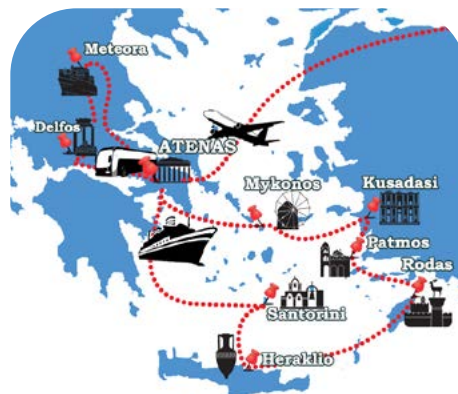 Meteora
Delfos
ATENAS
Mykonos
Kusadasi
Patmos
Rodas
Santorini
Heraklio